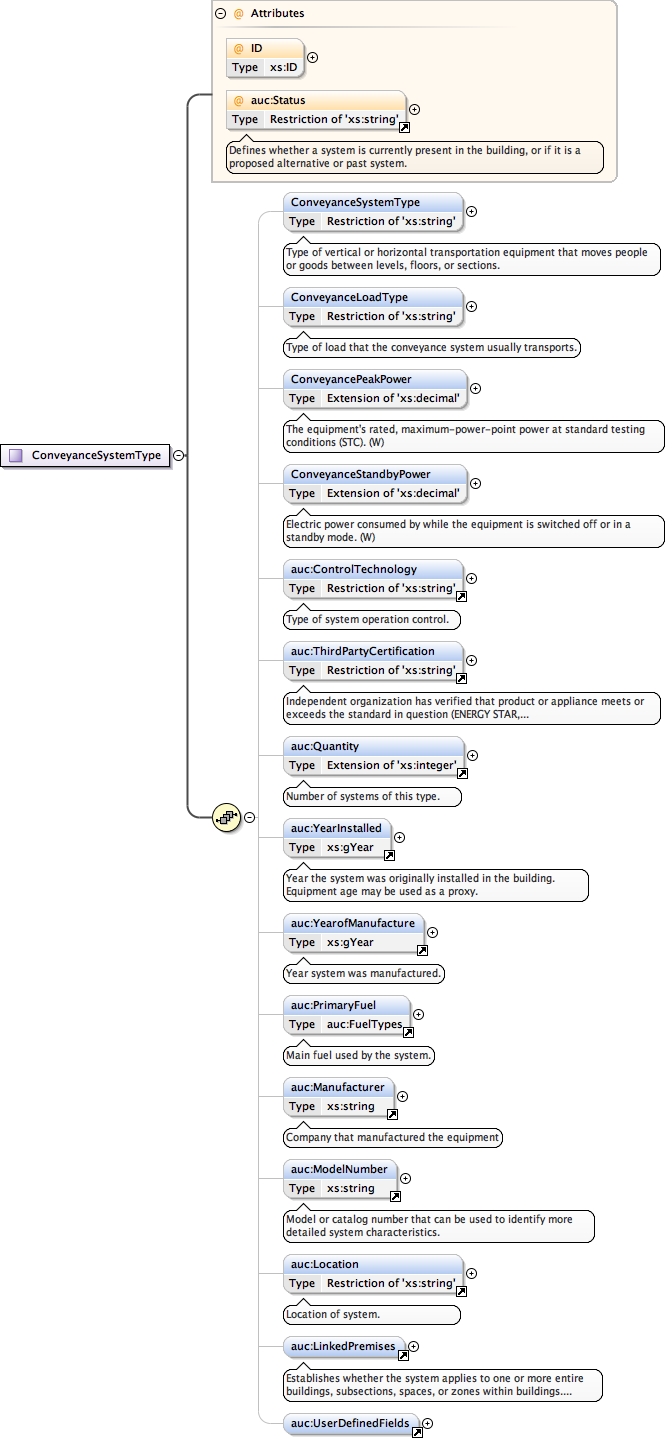 @ Attributes
@ ID
Type xs:ID
@ auc:Status
Type Restriction of 'xs:string'
Defines whether a system is currently present in the building, or if it is a
proposed alternative or past system.
ConveyanceSystemType
Type Restriction of 'xs:string'
Type of vertical or horizontal transportation equipment that moves people
or goods between levels, floors, or sections.
ConveyanceLoadType
Type Restriction of 'xs:string'
Type of load that the conveyance system usually transports.
ConveyancePeakPower
Type Extension of 'xs:decimal'
The equipment's rated, maximum-power-point power at standard testing
conditions (STC). (W)
ConveyanceSystemType
ConveyanceStandbyPower
Type Extension of 'xs:decimal'
Electric power consumed by while the equipment is switched off or in a
standby mode. (W)
auc:ControlTechnology
Type Restriction of 'xs:string'
Type of system operation control.
auc:ThirdPartyCertification
Type Restriction of 'xs:string'
Independent organization has verified that product or appliance meets or
exceeds the standard in question (ENERGY STAR,...
auc:Quantity
Type Extension of 'xs:integer'
Number of systems of this type.
auc:YearInstalled
Type xs:gYear
Year the system was originally installed in the building.
Equipment age may be used as a proxy.
auc:YearofManufacture
Type xs:gYear
Year system was manufactured.
auc:PrimaryFuel
Type auc:FuelTypes
Main fuel used by the system.
auc:Manufacturer
Type xs:string
Company that manufactured the equipment
auc:ModelNumber
Type xs:string
Model or catalog number that can be used to identify more
detailed system characteristics.
auc:Location
Type Restriction of 'xs:string'
Location of system.
auc:LinkedPremises
Establishes whether the system applies to one or more entire
buildings, subsections, spaces, or zones within buildings....
auc:UserDefinedFields